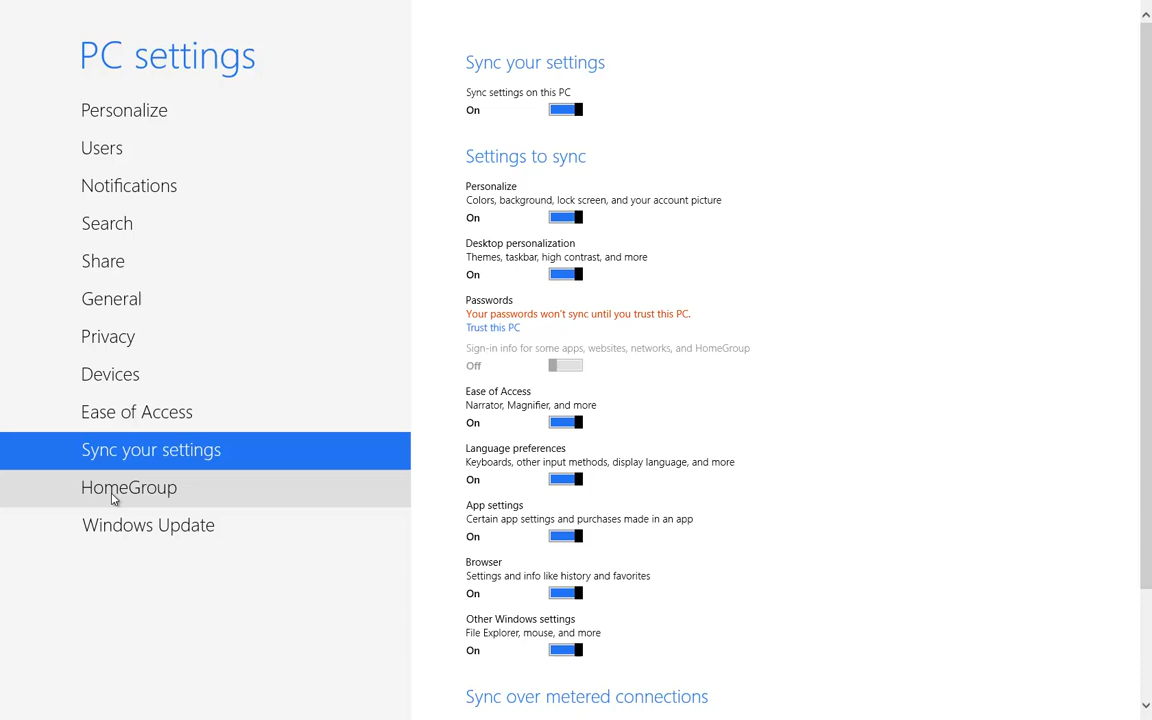 PC settings
Personalize
Users
Notifications
Search
Share
General
Privacy
Devices
Ease of Access
Sync your settings
HomeGroup
Windows Update
Sync your settings
Sync settings on this PC
On
Settings to sync
Personalize
Colors, background, lock screen, and your account picture
On
Desktop personalization
Themes, taskbar, high contrast, and more
On
Passwords
Your passwords won't sync until you trust this PC.
Trust this PC
Sign-in info for some apps, websites, networks, and HomeGroup
Off
Ease of Access
Narrator, Magnifier, and more
On
Language preferences
Keyboards, other input methods, display language, and more
On
App settings
Certain app settings and purchases made in an app
On
Browser
Settings and info like history and favorites
On
Other Windows settings
File Explorer, mouse, and more
On
Sync over metered connections